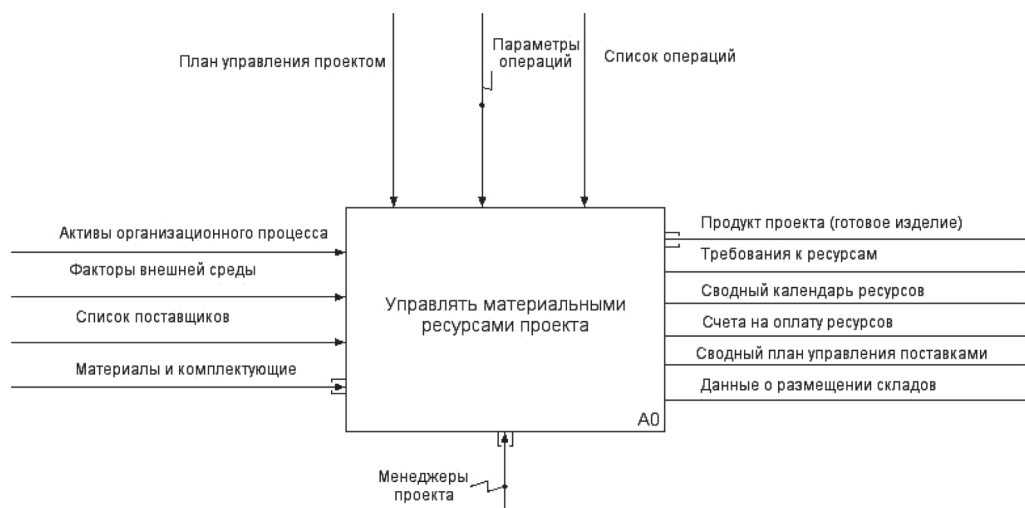 План управления проектом
Параметры
операций
Список операций
Активы организационного процесса
Факторы внешней среды
Список поставщиков
Материалы и комплектующие
Управлять материальными
ресурсами проекта
A0
Продукт проекта (готовое изделие)
Требования к ресурсам
Сводный календарь ресурсов
Счета на оплату ресурсов
Сводный план управления поставками
Данные о размещении складов
Менеджеры
проекта